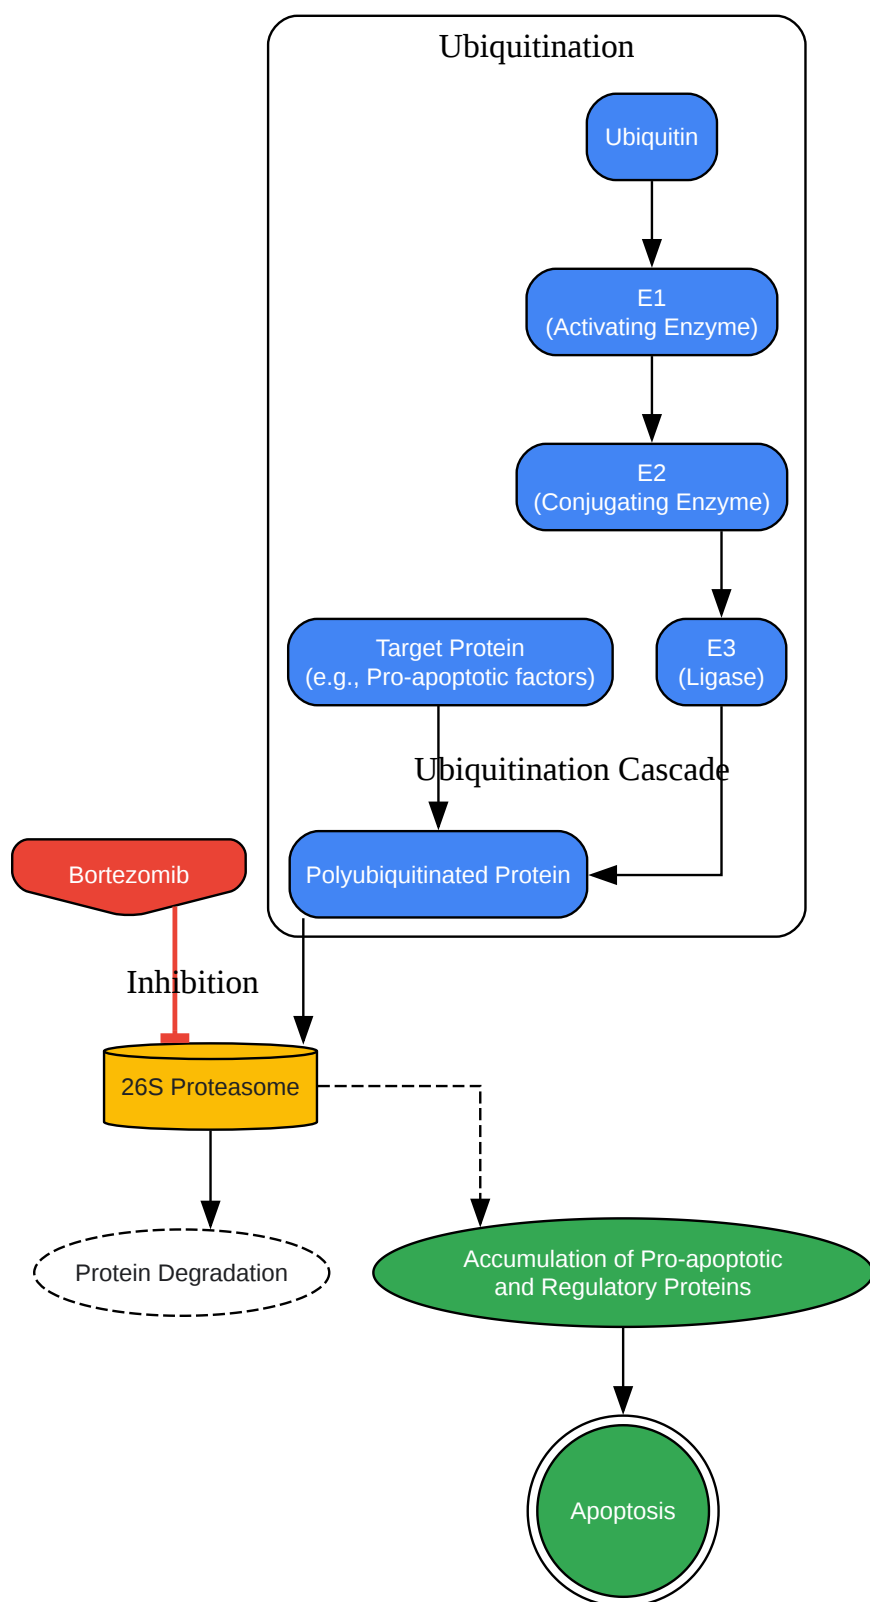 Ubiquitination
Ubiquitin
E1
(Activating Enzyme)
E2
(Conjugating Enzyme)
Target Protein
(e.g., Pro-apoptotic factors)
E3
(Ligase)
Ubiquitination Cascade
Bortezomib
Polyubiquitinated Protein
Inhibition
26S Proteasome
Protein Degradation
Accumulation of Pro-apoptotic
and Regulatory Proteins
Apoptosis